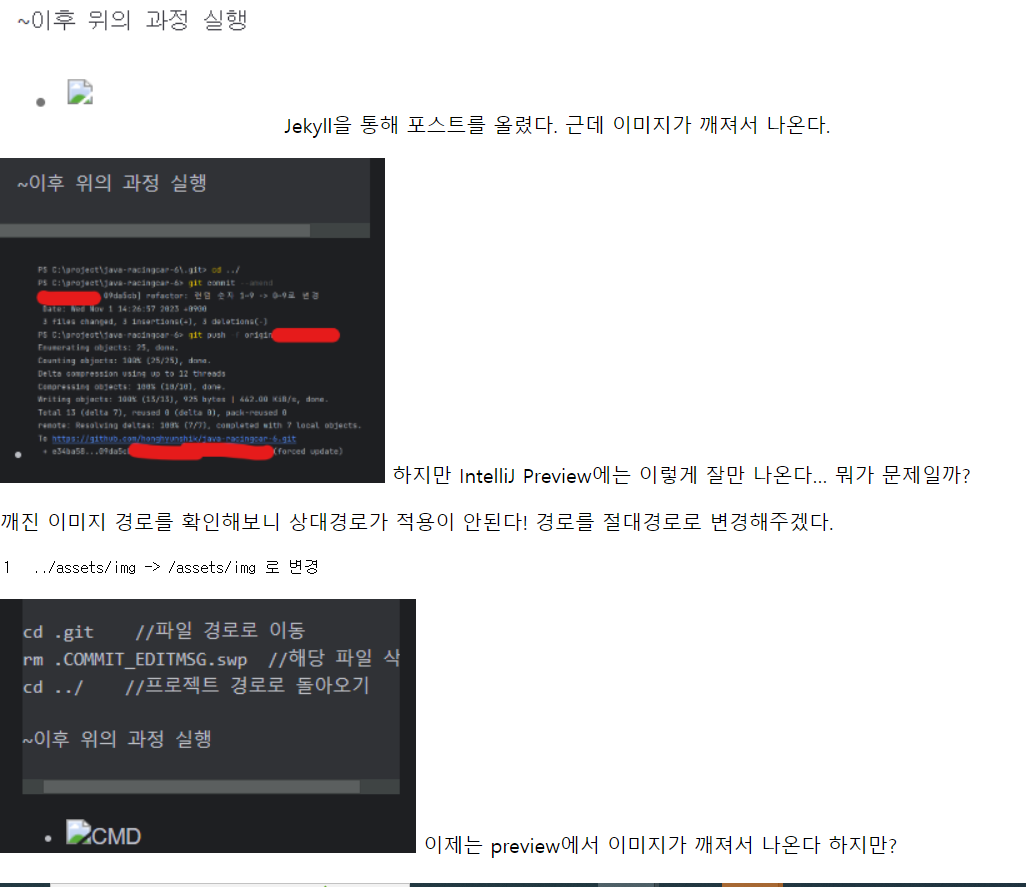 ~이후 위의 과정 실행
Jekyll을 통해 포스트를 올렸다. 근데 이미지가 깨져서 나온다.
~이후 위의 과정 실행
PS C:\project\java-racingcar-6\.git> cd ../
PS C:\project\java-racingcar-6> git commit --amend
09da5cb] refactor: 랜덤 숫자 1~9 -> 0~9로 변경
Date: Wed Nov 1 14:26:57 2023 +0900
3 files changed, 3 insertions(+), 3 deletions(-)
PS C:\project\java-racingcar-6> git push -f origin
Enumerating objects: 25, done.
Counting objects: 100% (25/25), done.
Delta compression using up to 12 threads
Compressing objects: 100% (10/10), done.
Writing objects: 100% (13/13), 925 bytes | 462.00 KiB/s, done.
Total 13 (delta 7), reused 0 (delta 0), pack-reused 0
remote: Resolving deltas: 100% (7/7), completed with 7 local objects.
To https://github.com/honghyunshik/java-racingcar-6.git
+ e34ba58...09da5cb (forced update)
하지만 IntelliJ Preview에는 이렇게 잘만 나온다... 뭐가 문제일까?
깨진 이미지 경로를 확인해보니 상대경로가 적용이 안된다! 경로를 절대경로로 변경해주겠다.
1 ../assets/img -> /assets/img 로 변경
cd .git //파일 경로로 이동
rm .COMMIT_EDITMSG.swp //해당 파일 삭
cd ../ //프로젝트 경로로 돌아오기
~이후 위의 과정 실행
CMD
이제는 preview에서 이미지가 깨져서 나온다 하지만?